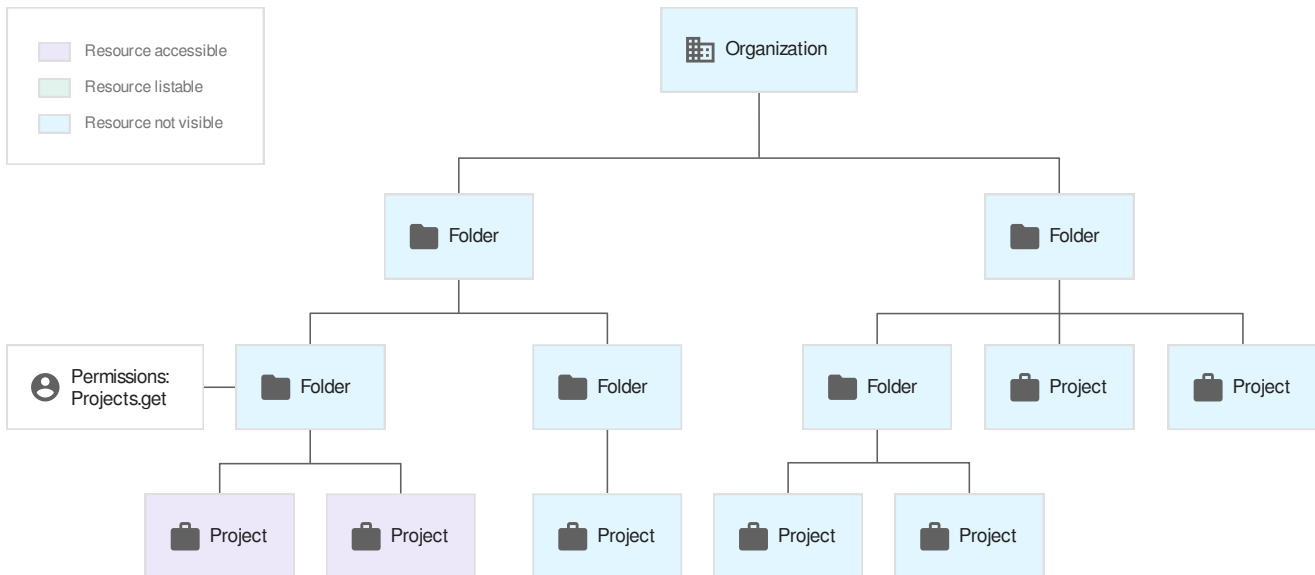 Resource accessible
Resource listable
Resource not visible
Organization
Folder
Folder
Permissions:
Projects.get
Folder
Folder
Folder
Project
Project
Project
Project
Project
Project
Project